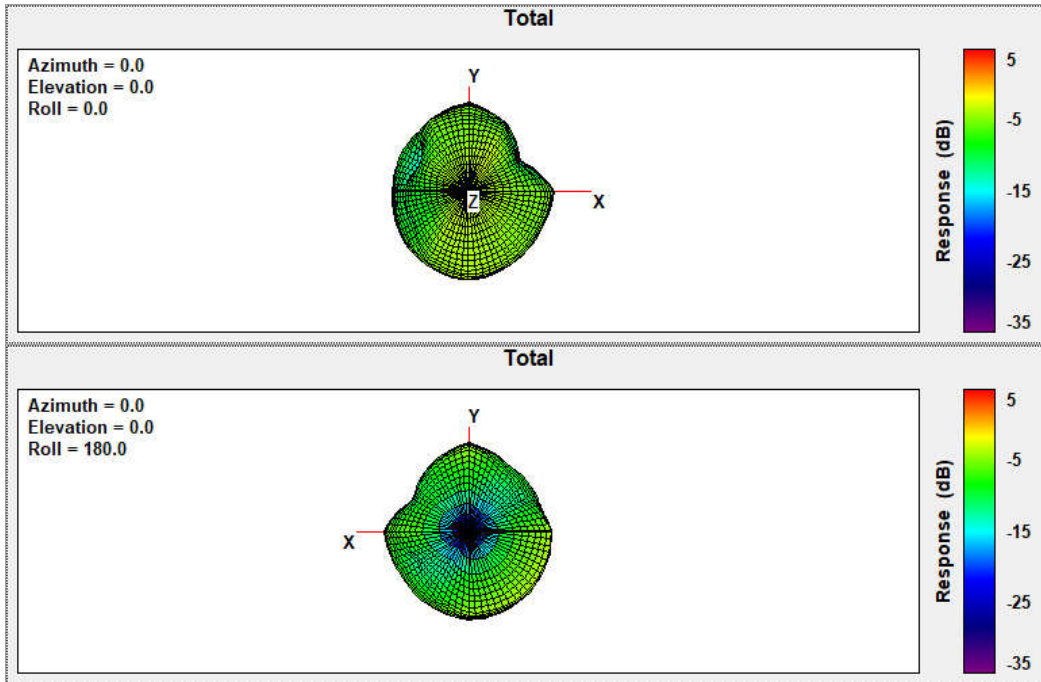 Total
Azimuth = 0.0
Elevation = 0.0
Roll = 0.0
Y
Z
X
5
-5
-15
-25
-35
Response (dB)
Total
Azimuth = 0.0
Elevation = 0.0
Roll = 180.0
Y
X
5
-5
-15
-25
-35
Response (dB)